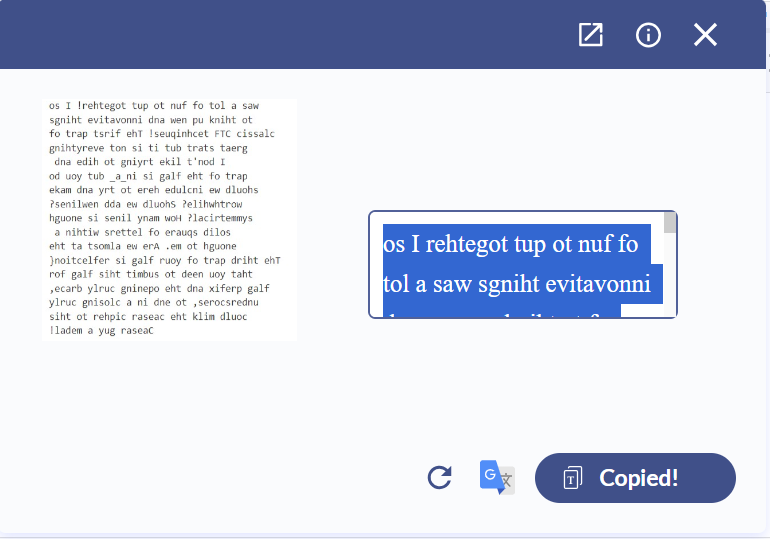 os I !rehtegot tup ot nuf fo tol a saw
sgniht evitavonni dna wen pu kniht ot
fo trap tsrif ehT !seuqinhcet FTC cissalc
gnihtyreve ton si ti tub trats taerg
dna edih ot gniyrt ekil t'nod I
od uoy tub _a_ni si galf eht fo trap
ekam dna yrt ot ereh edulcni ew dluohs
?senilwen dda ew dluohS ?elihwhtrow
hguone si senil ynam woH ?lacirtemmys
a nihtiw srettel fo erauqs dilos
eht ta tsomla ew erA .em ot hguone
}noitcelfer si galf ruoy fo trap driht ehT
rof galf siht timbus ot deen uoy taht
,ecarb ylruc gninepo eht dna xiferp galf
ylruc gnisolc a ni dne ot ,serocsrednu
siht ot rehpic raseac eht klim dluoc
!ladem a yug raseaC
os I rehtegot tup ot nuf fo
tol a saw sgniht evitavonni
Copied!